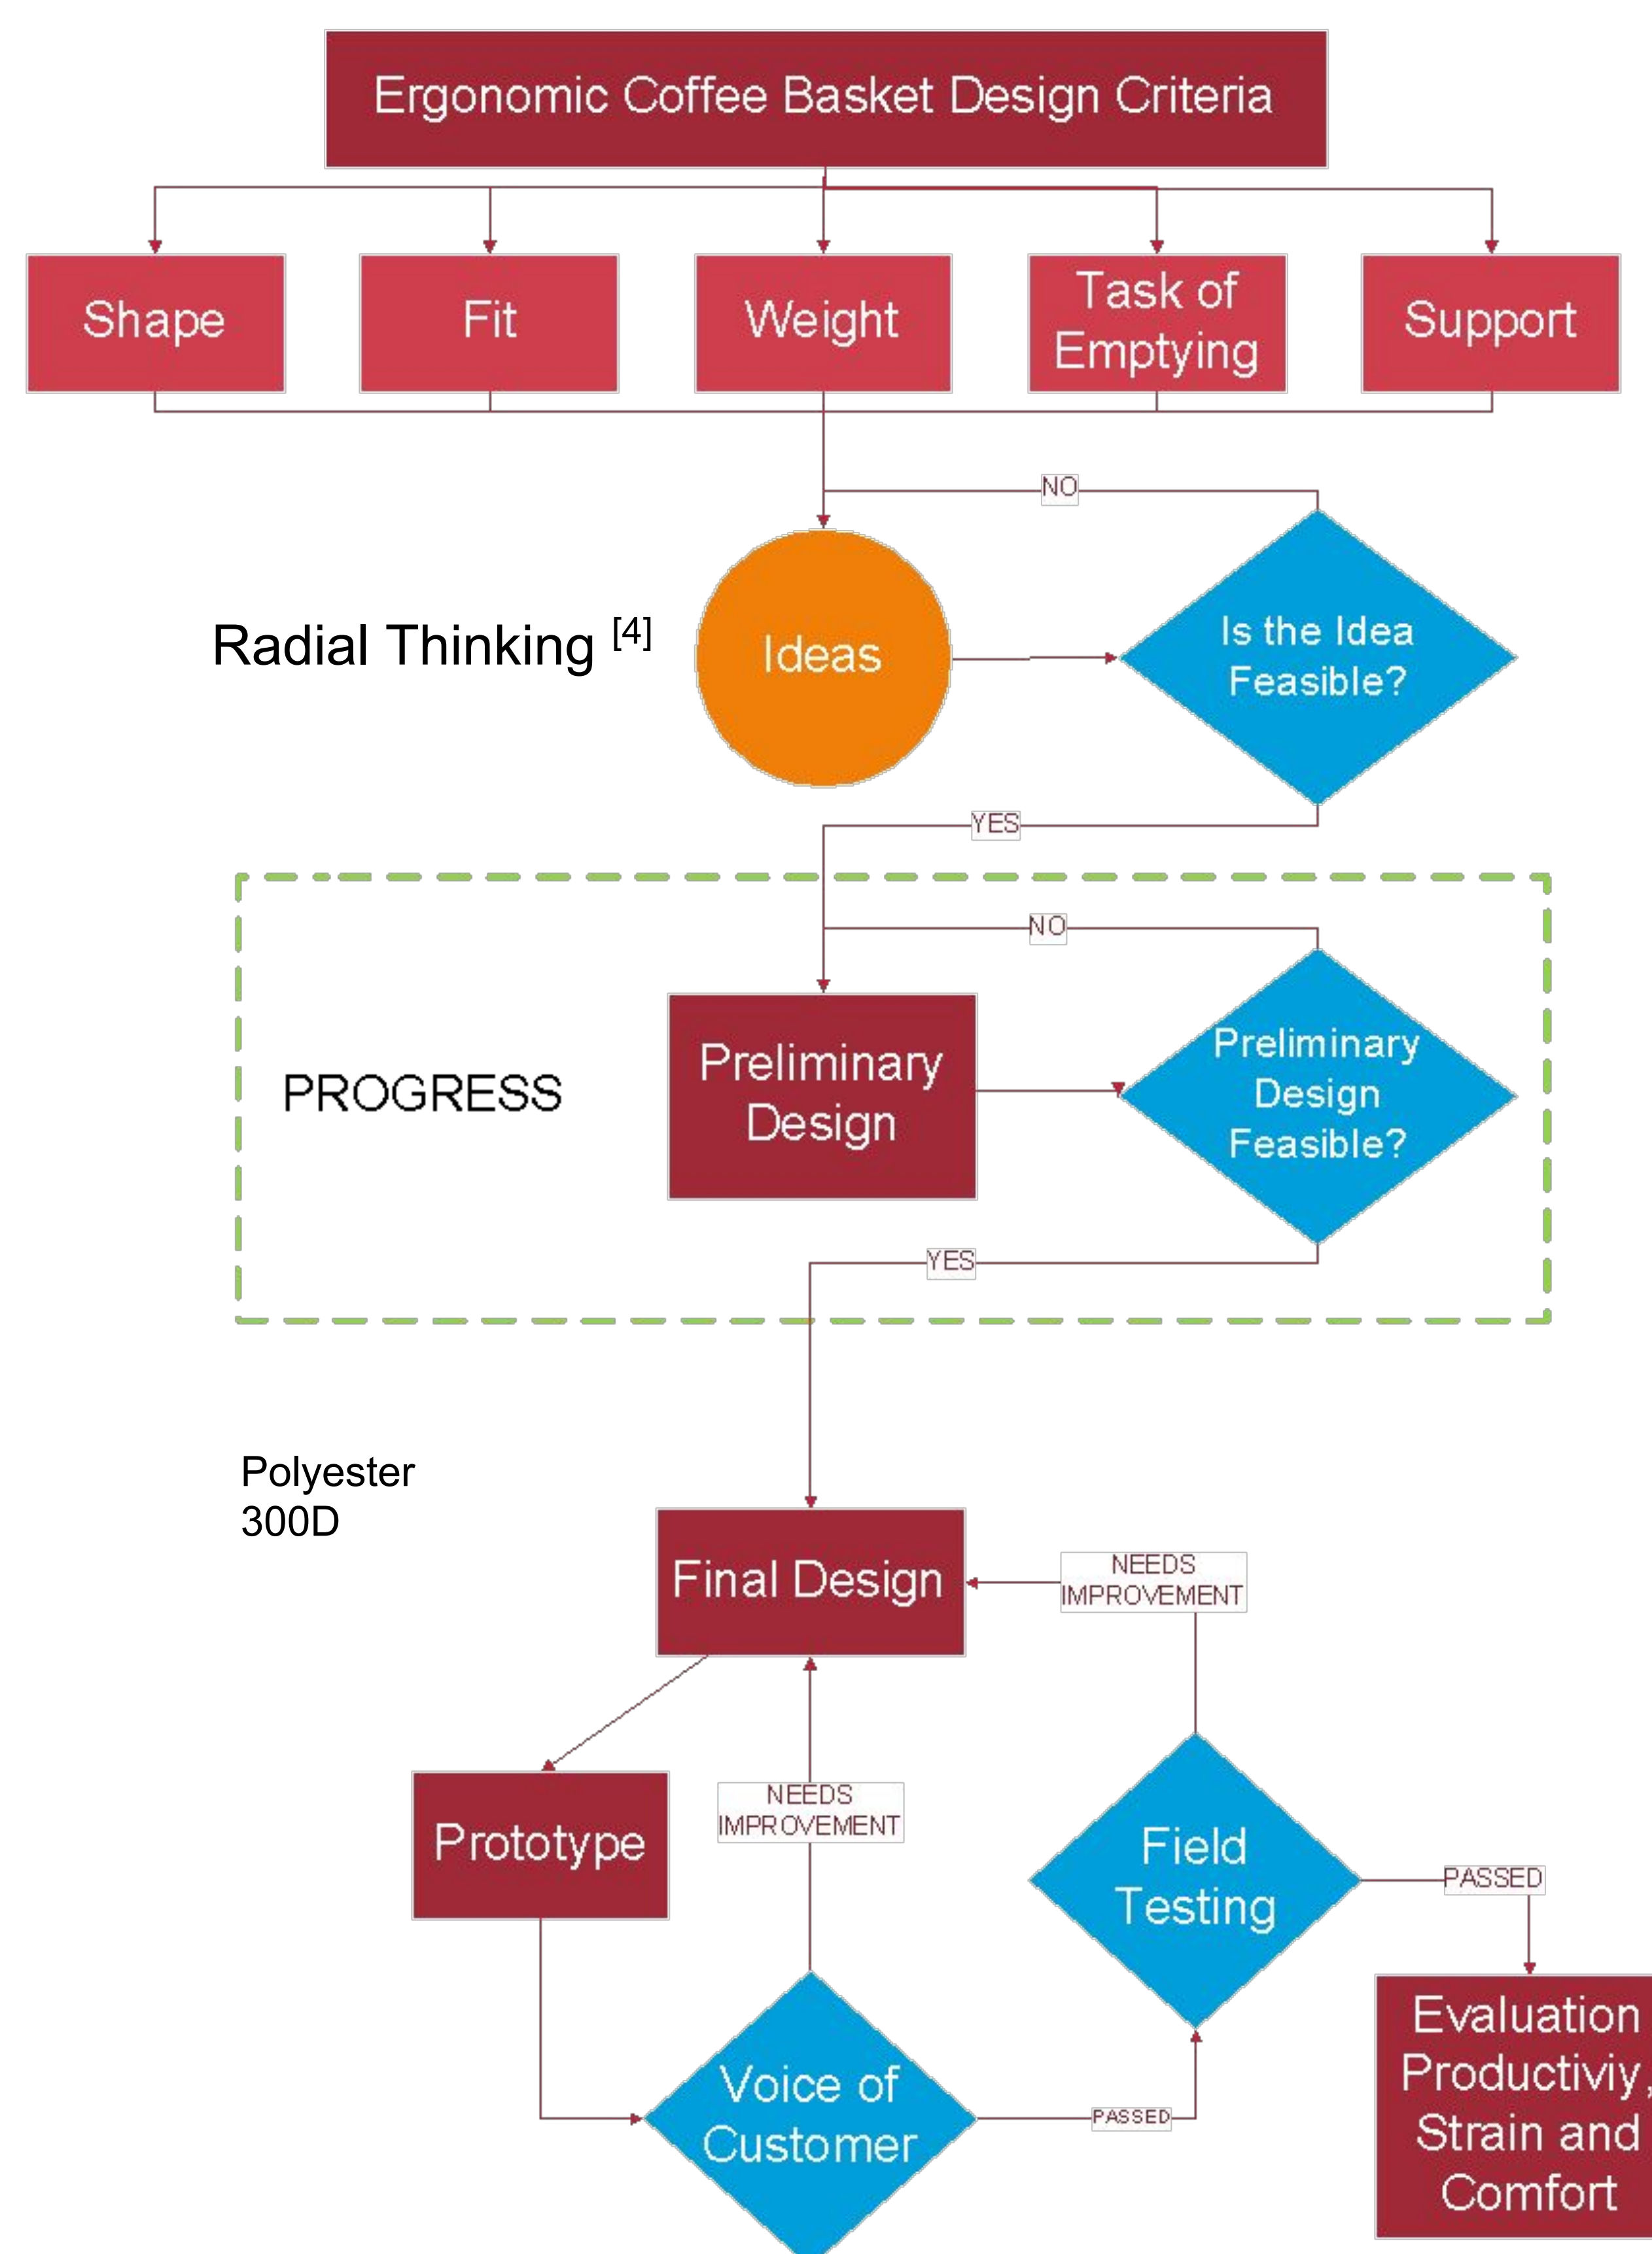 Ergonomic Coffee Basket Design Criteria
Shape
Fit
Weight
Task of
Emptying
Support
NO
Radial Thinking [4]
Ideas
Is the Idea
Feasible?
YES
NO
PROGRESS
Preliminary
Design
Preliminary
Design
Feasible?
YES
Polyester
300D
Final Design
NEEDS
IMPROVEMENT
Prototype
NEEDS
IMPROVEMENT
Field
Testing
PASSED
Voice of
Customer
PASSED
Evaluation
Productiviy,
Strain and
Comfort